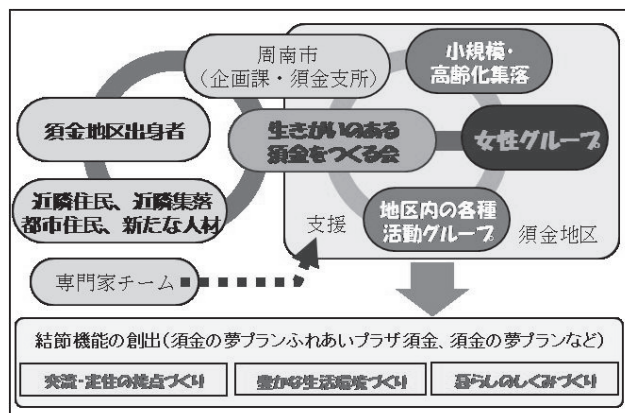 周南市
(企画課・須金支所)
小規模・
高齢化集落
須金地区出身者
生きがいのある
須金をつくる会
女性グループ
近隣住民、近隣集落
都市住民、新たな人材
地区内の各種
活動グループ
支援
須金地区
専門家チーム
結節機能の創出(須金の夢プランふれあいプラザ須金、須金の夢プランなど)
交流・定住の接点づくり
豊かな生活環境づくり
暮らしのしくみづくり